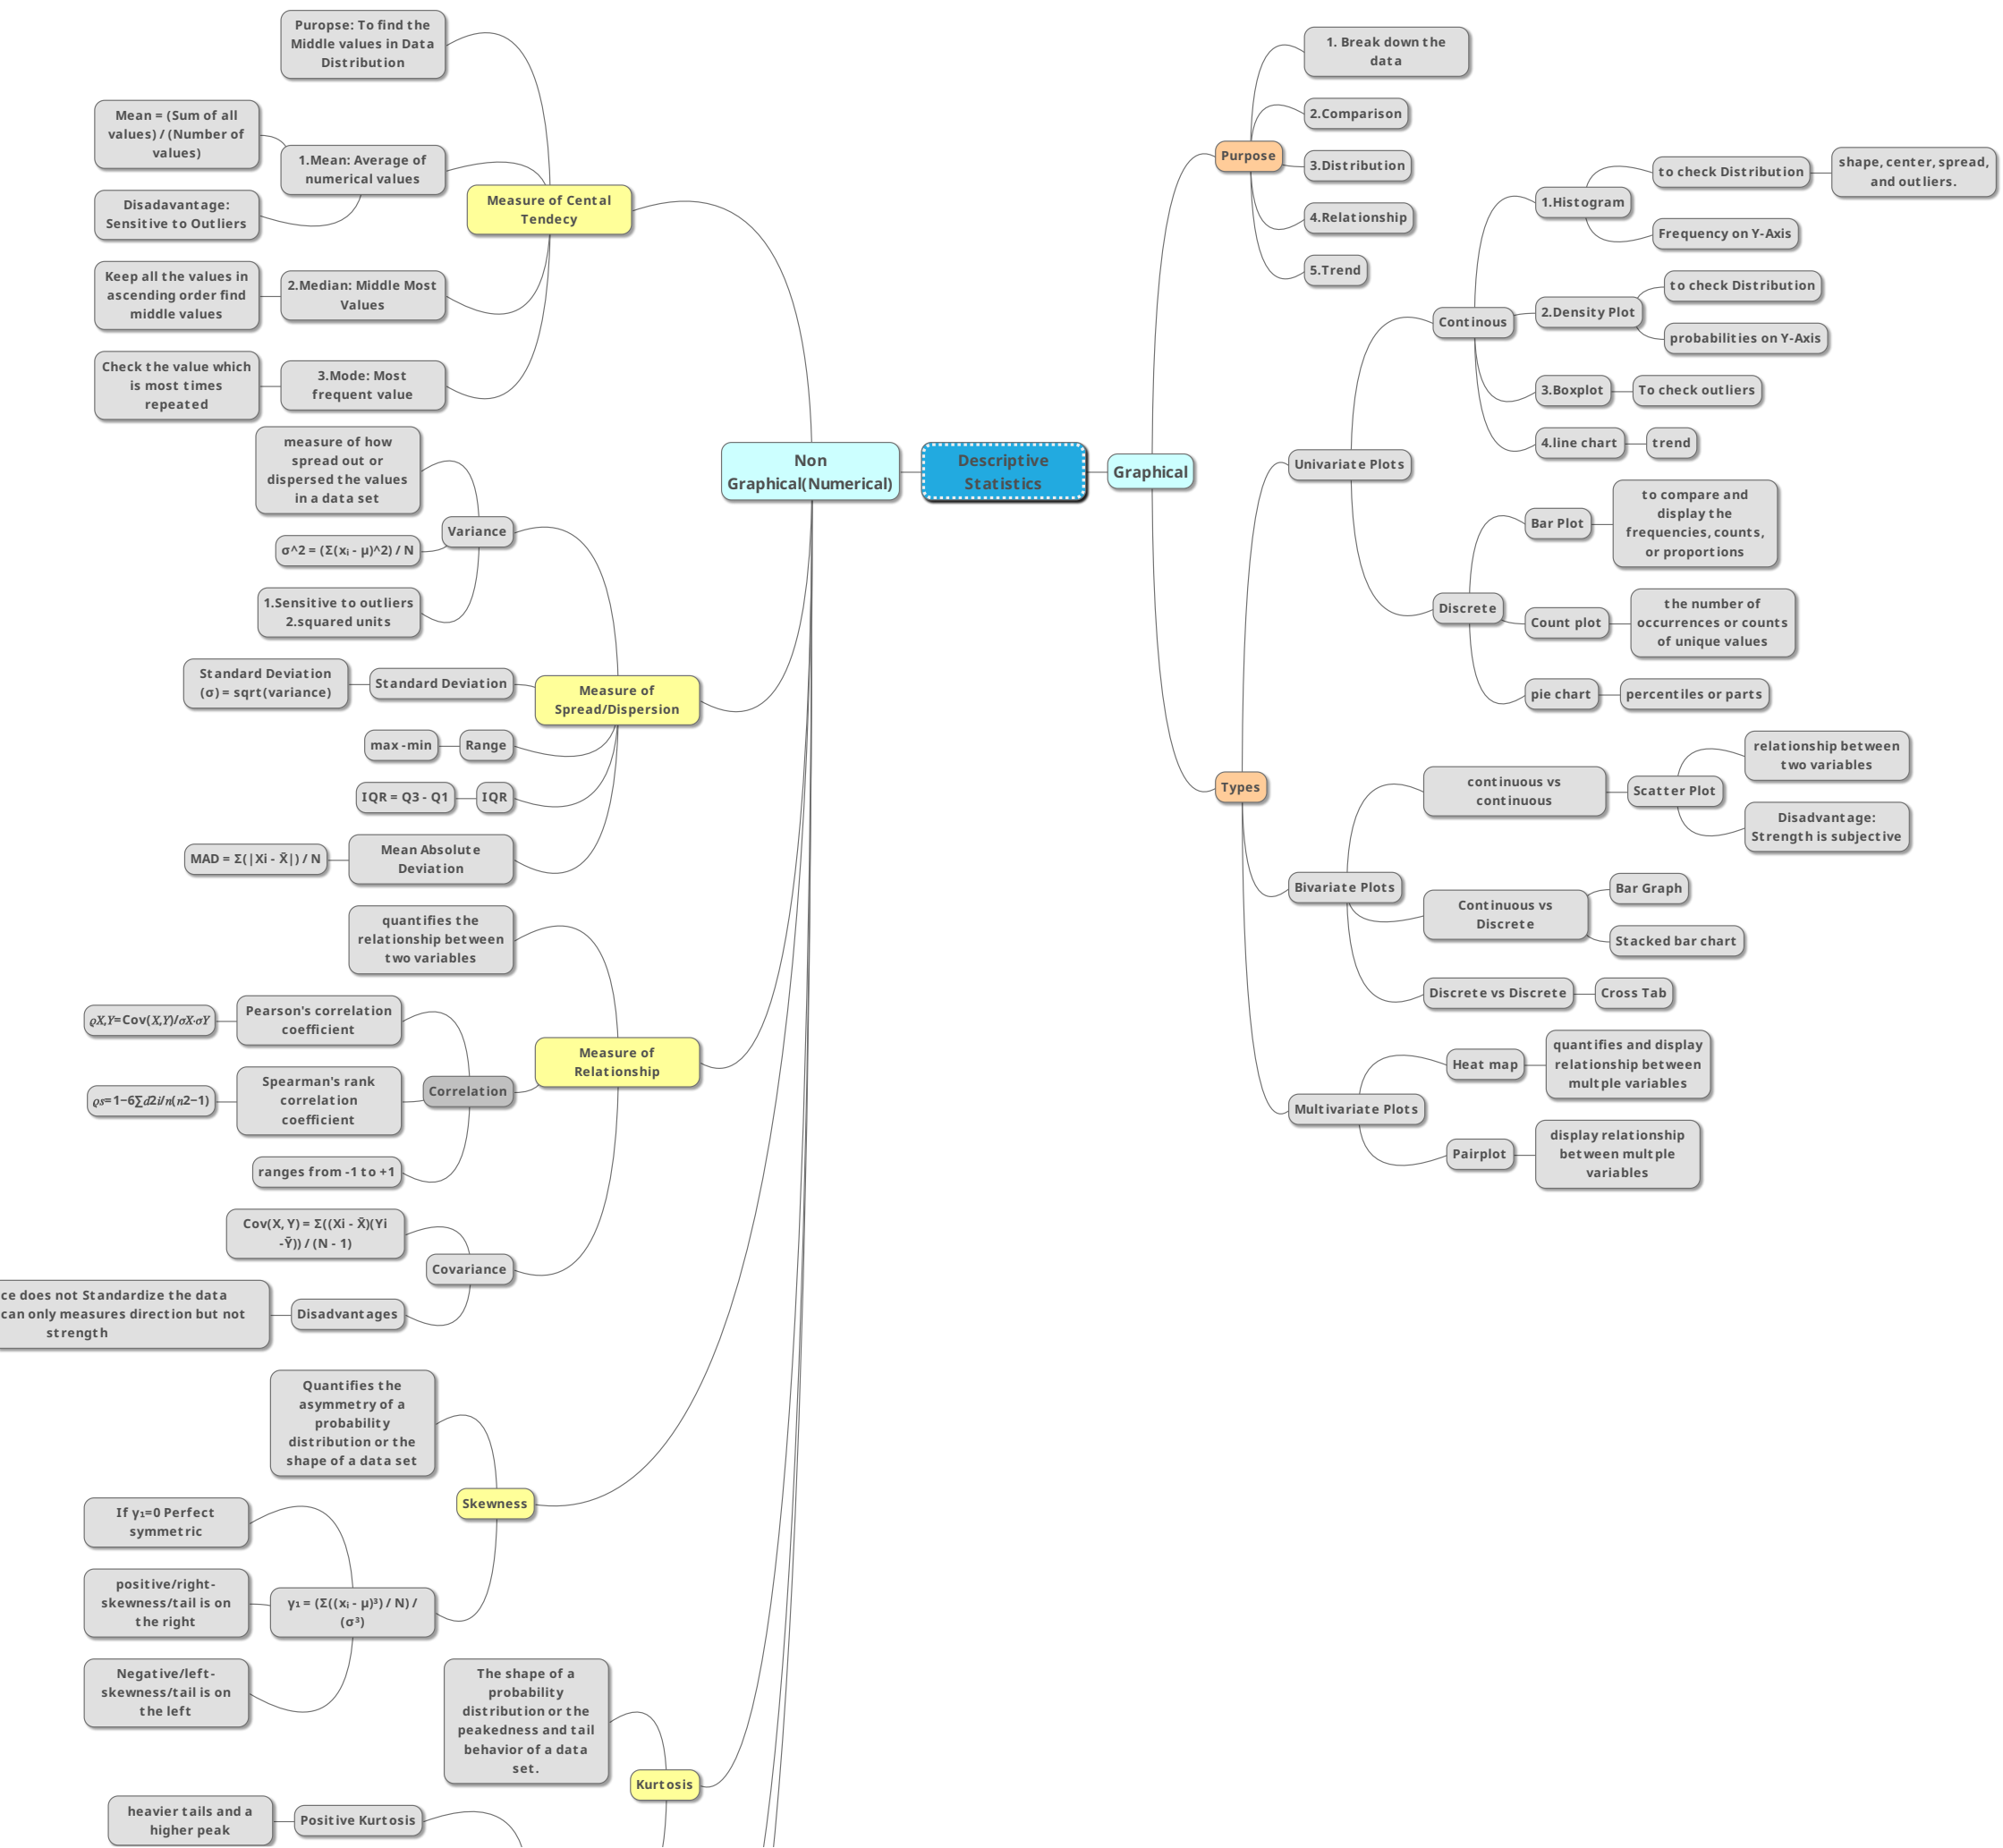 Descriptive
Statistics
Non
Graphical(Numerical)
Measure of Cental
Tendecy
Puropse: To find the
Middle values in Data
Distribution
1.Mean: Average of
numerical values
Mean = (Sum of all
values) / (Number of
values)
Disadavantage:
Sensitive to Outliers
2.Median: Middle Most
Values
Keep all the values in
ascending order find
middle values
3.Mode: Most
frequent value
Check the value which
is most times
repeated
Measure of
Spread/Dispersion
Variance
measure of how
spread out or
dispersed the values
in a data set
σ^2 = (Σ(xᵢ - μ)^2) / N
1.Sensitive to outliers
2.squared units
Standard Deviation
Standard Deviation
(σ) = sqrt(variance)
Range
max -min
IQR
IQR = Q3 - Q1
Mean Absolute
Deviation
MAD = Σ(|Xi - X̄|) / N
Measure of
Relationship
quantifies the
relationship between
two variables
Correlation
Pearson's correlation
coefficient
𝜌𝑋,𝑌=Cov(𝑋,𝑌)/𝜎𝑋⋅𝜎𝑌
Spearman's rank
correlation
coefficient
𝜌𝑠=1−6∑𝑑2𝑖/𝑛(𝑛2−1)
ranges from -1 to +1
Covariance
Cov(X, Y) = Σ((Xi - X̄)(Yi
-Ȳ)) / (N - 1)
Disadvantages
ce does not Standardize the data
can only measures direction but not
strength
Skewness
Quantifies the
asymmetry of a
probability
distribution or the
shape of a data set
γ₁ = (Σ((xᵢ - μ)³) / N) /
(σ³)
If γ₁=0 Perfect
symmetric
positive/right-
skewness/tail is on
the right
Negative/left-
skewness/tail is on
the left
Kurtosis
The shape of a
probability
distribution or the
peakedness and tail
behavior of a data
set.
Positive Kurtosis
heavier tails and a
higher peak
Graphical
Purpose
1. Break down the
data
2.Comparison
3.Distribution
4.Relationship
5.Trend
Types
Univariate Plots
Continous
1.Histogram
to check Distribution
shape, center, spread,
and outliers.
Frequency on Y-Axis
2.Density Plot
to check Distribution
probabilities on Y-Axis
3.Boxplot
To check outliers
4.line chart
trend
Discrete
Bar Plot
to compare and
display the
frequencies, counts,
or proportions
Count plot
the number of
occurrences or counts
of unique values
pie chart
percentiles or parts
Bivariate Plots
continuous vs
continuous
Scatter Plot
relationship between
two variables
Disadvantage:
Strength is subjective
Continuous vs
Discrete
Bar Graph
Stacked bar chart
Discrete vs Discrete
Cross Tab
Multivariate Plots
Heat map
quantifies and display
relationship between
multple variables
Pairplot
display relationship
between multple
variables